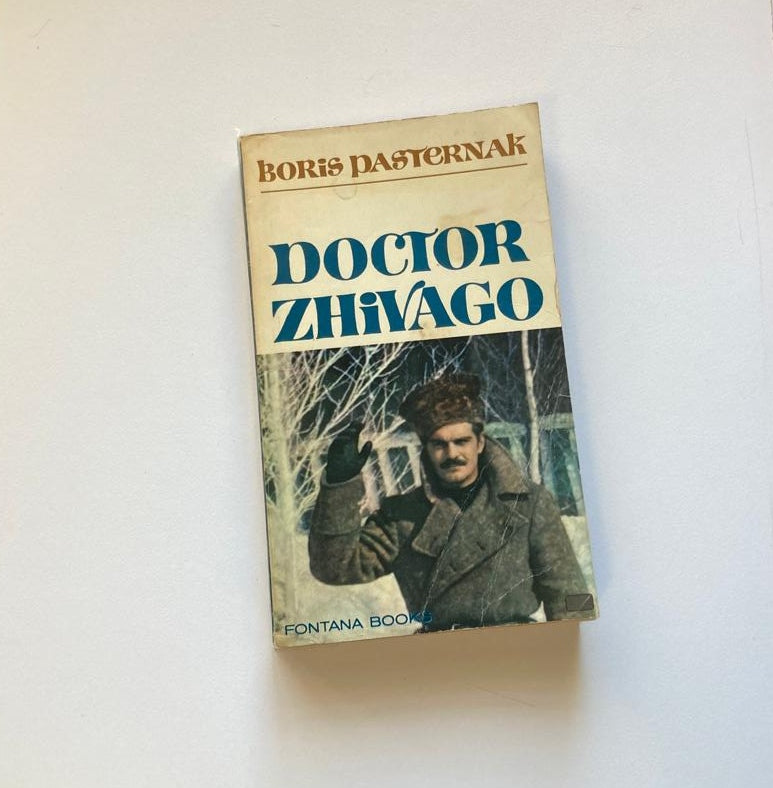 BORIS PASTERNAK
DOCTOR
ZHIVAGO
FONTANA BOOKS